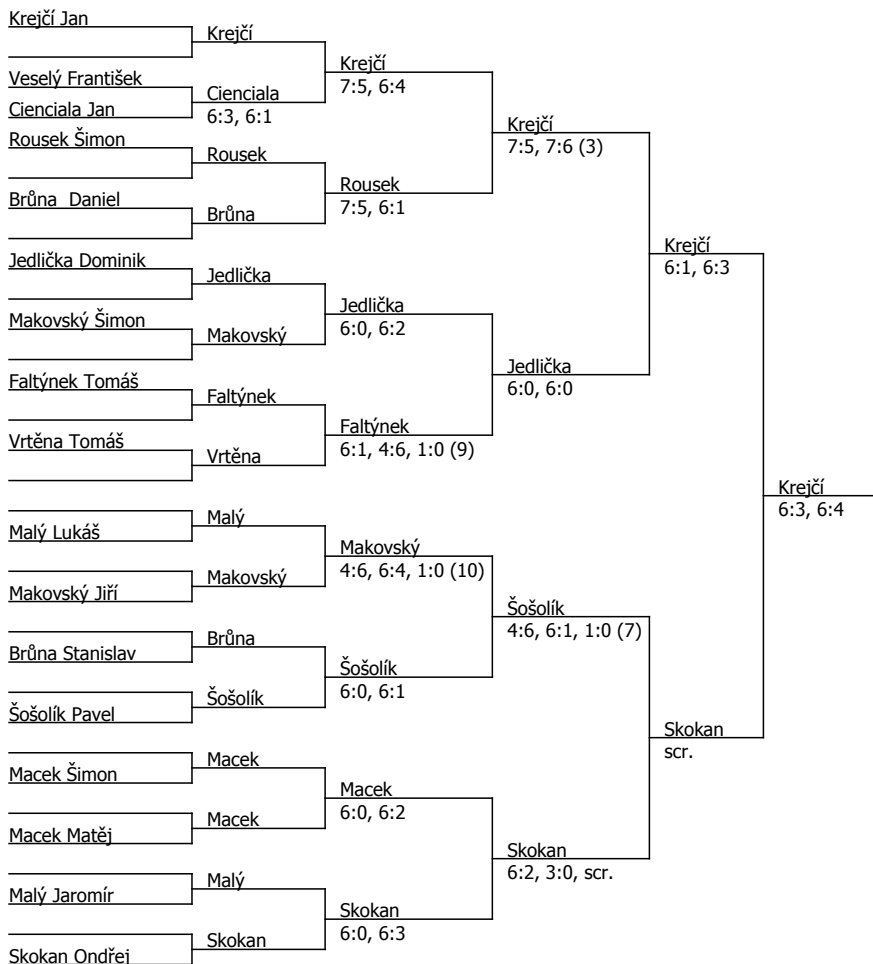 Krejčí Jan
Krejčí
Krejčí
7:5, 6:4
Veselý František
Cienciala
6:3, 6:1
Cienciala Jan
Krejčí
7:5, 7:6 (3)
Rousek Šimon
Rousek
Rousek
7:5, 6:1
Brůna  Daniel
Brůna
Krejčí
6:1, 6:3
Jedlička Dominik
Jedlička
Jedlička
6:0, 6:2
Makovský Šimon
Makovský
Jedlička
6:0, 6:0
Faltýnek Tomáš
Faltýnek
Faltýnek
6:1, 4:6, 1:0 (9)
Vrtěna Tomáš
Vrtěna
Krejčí
6:3, 6:4
Malý
Malý Lukáš
Makovský
4:6, 6:4, 1:0 (10)
Makovský
Makovský Jiří
Šošolík
4:6, 6:1, 1:0 (7)
Brůna
Brůna Stanislav
Šošolík
6:0, 6:1
Šošolík
Šošolík Pavel
Skokan
scr.
Macek
Macek Šimon
Macek
6:0, 6:2
Macek
Macek Matěj
Skokan
6:2, 3:0, scr.
Malý
Malý Jaromír
Skokan
6:0, 6:3
Skokan
Skokan Ondřej